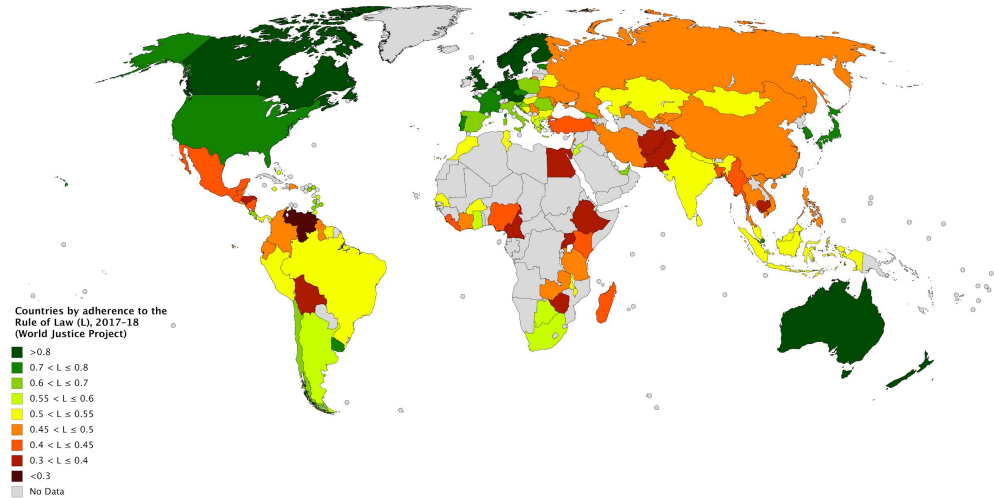 Countries by adherence to the
Rule of Law (L), 2017–18
(World Justice Project)
>0.8
0.7 < L ≤ 0.8
0.6 < L ≤ 0.7
0.55 < L ≤ 0.6
0.5 < L ≤ 0.55
0.45 < L ≤ 0.5
0.4 < L ≤ 0.45
0.3 < L ≤ 0.4
<0.3
No Data